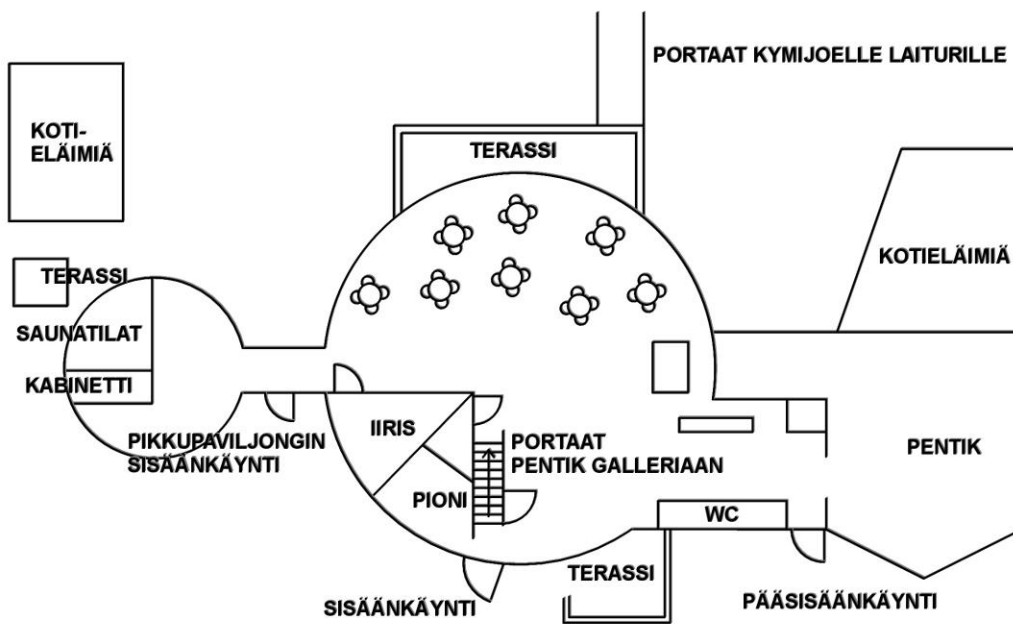 PORTAAT KYMIJOELLE LAITURILLE
KOTI-
ELÄIMIÄ
TERASSI
KOTIELÄIMIÄ
TERASSI
SAUNATILAT
KABINETTI
PIKKUPAVILJONGIN
SISÄÄNKÄYNTI
IIRIS
PIONI
PORTAAT
PENTIK GALLERIAAN
PENTIK
WC
TERASSI
SISÄÄNKÄYNTI
PÄÄSISÄÄNKÄYNTI